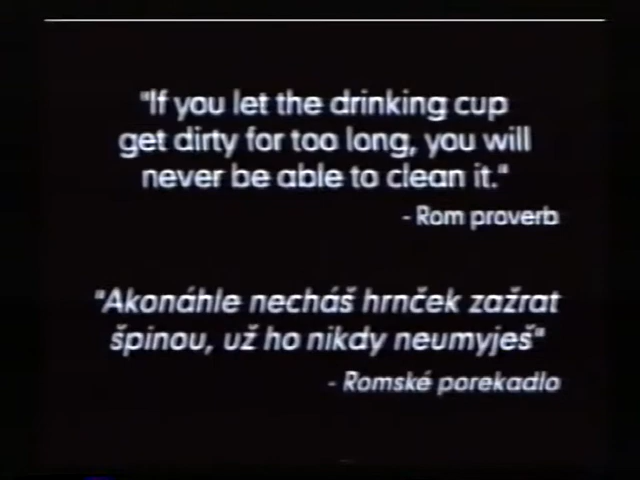 "If you let the drinking cup
get dirty for too long, you will
never be able to clean it."
- Rom proverb
"Akonáhle necháš hrnček zažrat
špinou, už ho nikdy neumyješ"
- Romské porekadlo